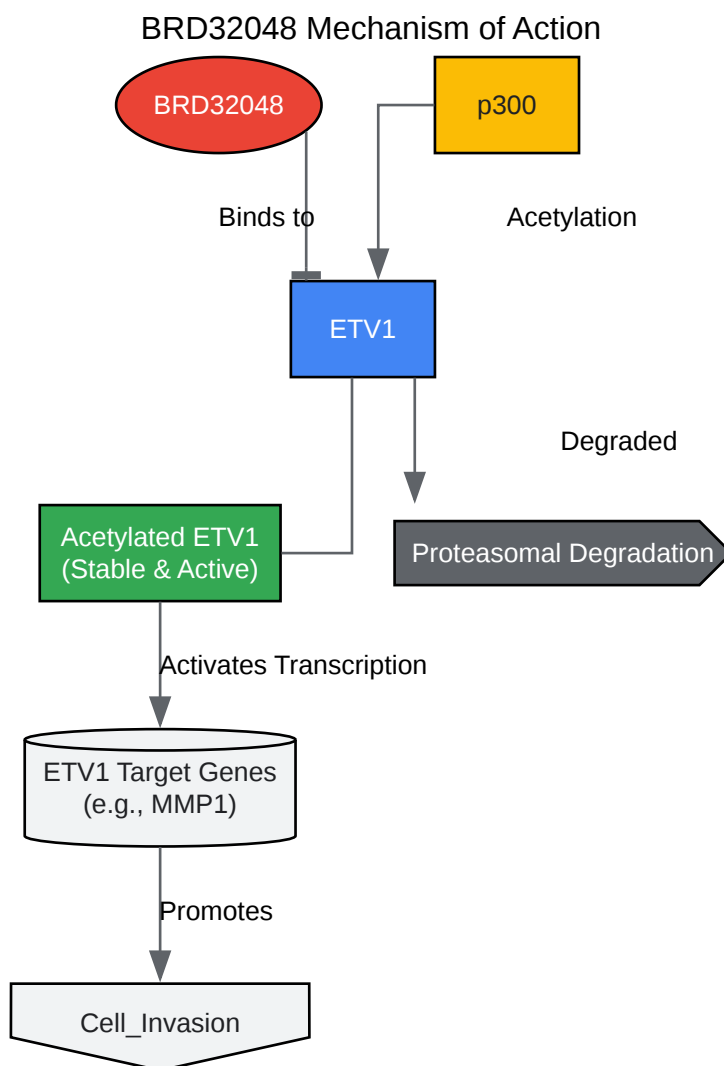 BRD32048 Mechanism of Action
BRD32048
p300
Binds to
Acetylation
ETV1
Degraded
Acetylated ETV1
(Stable & Active)
Proteasomal Degradation
Activates Transcription
ETV1 Target Genes
(e.g., MMP1)
Promotes
Cell_Invasion